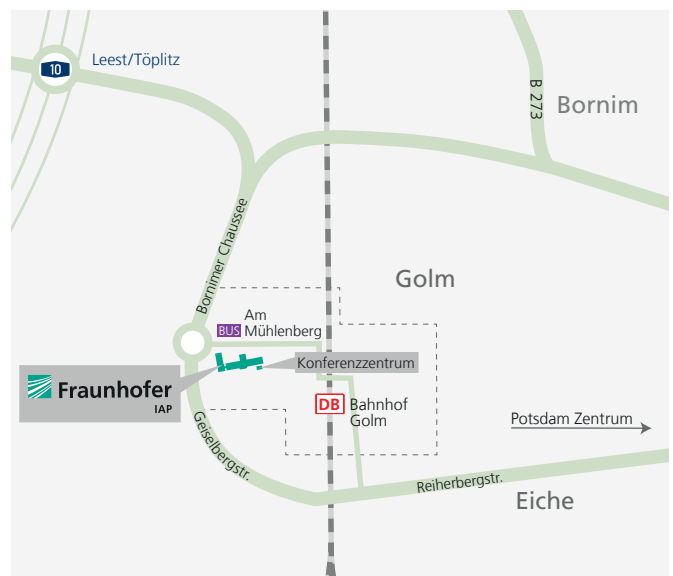 Leest/Töplitz
10
B 273
Bornim
Bornimer Chaussee
Golm
BUS
Am
Mühlenberg
Konferenzzentrum
Fraunhofer
IAP
DB
Bahnhof
Golm
Geiselbergstr.
Potsdam Zentrum
Reiherbergstr.
Eiche